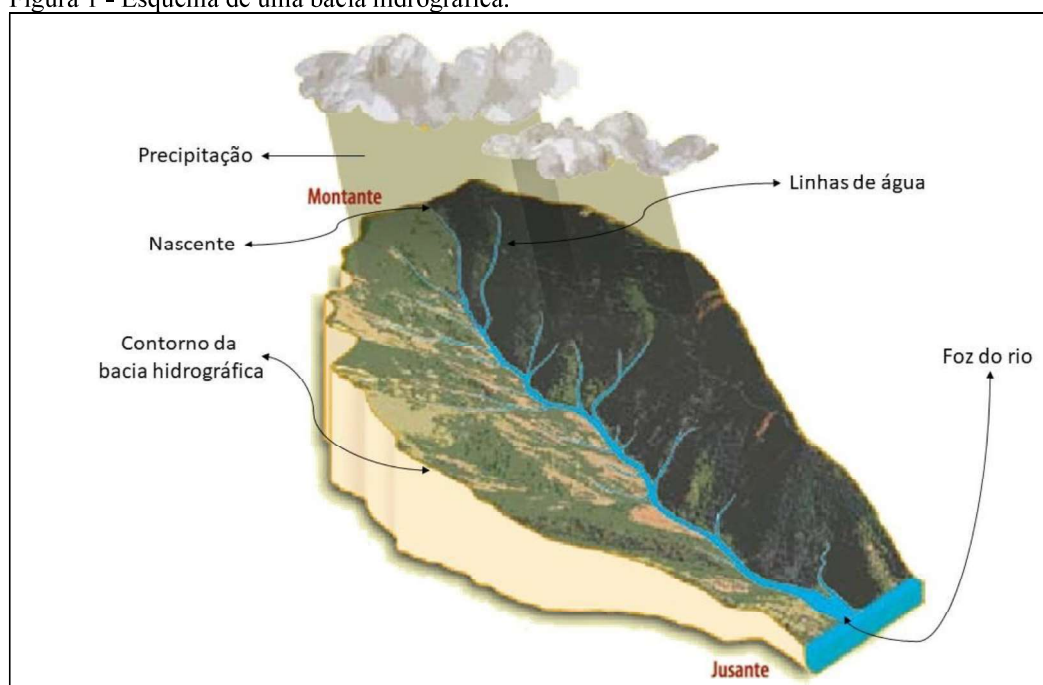 Figura 1 - Esquema de uma bacia hidrográfica.
Precipitação
Montante
Linhas de água
Nascente
Contorno da
bacia hidrográfica
Foz do rio
Jusante